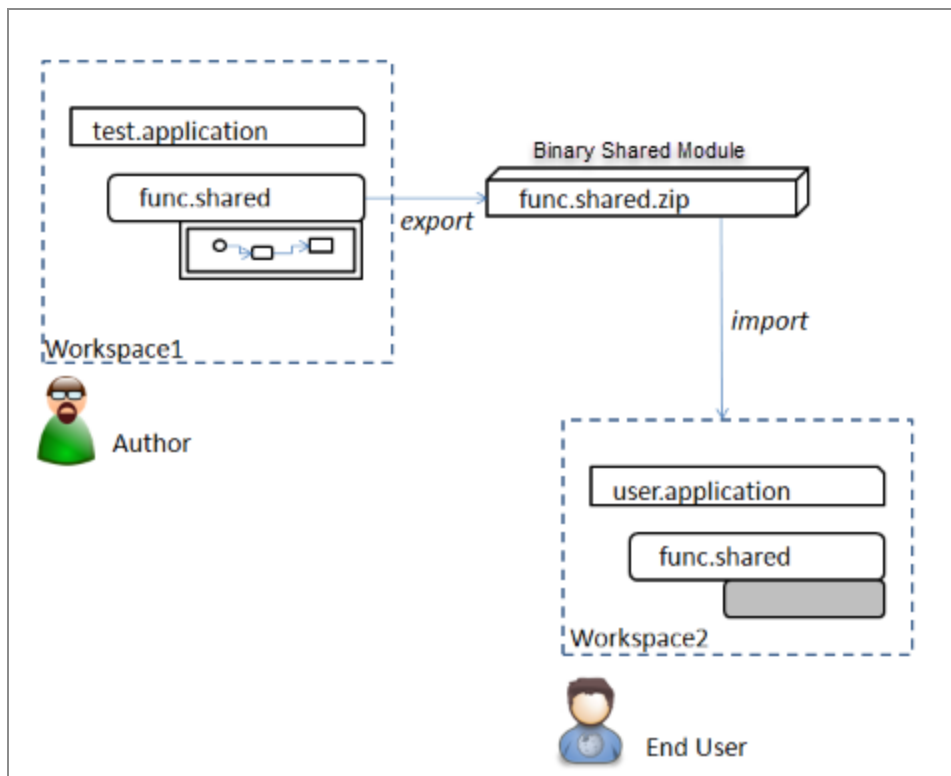 test.application
Binary Shared Module
func.shared
func.shared.zip
export
import
Workspace1
Author
user.application
func.shared
Workspace2
End User